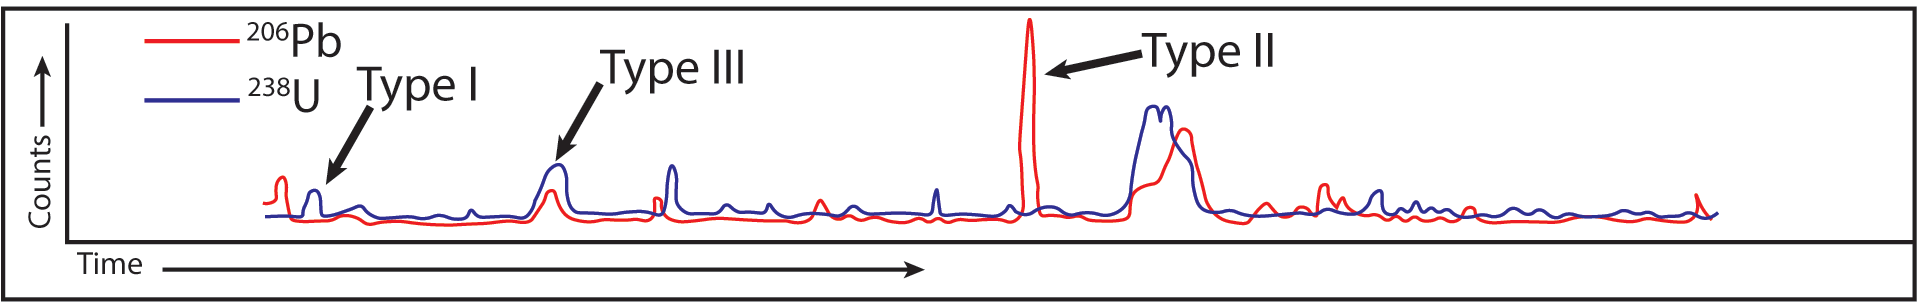 ²⁰⁶Pb
²³⁸U
Type I
Type III
Type II
Counts
Time